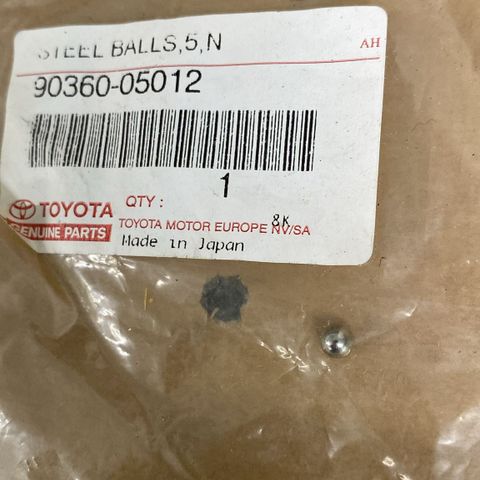 STEEL BALLS,5,N
AH
90360-05012
1
TOYOTA
GENUINE PARTS
QTY :
8K
TOYOTA MOTOR EUROPE NV/SA
Made in Japan